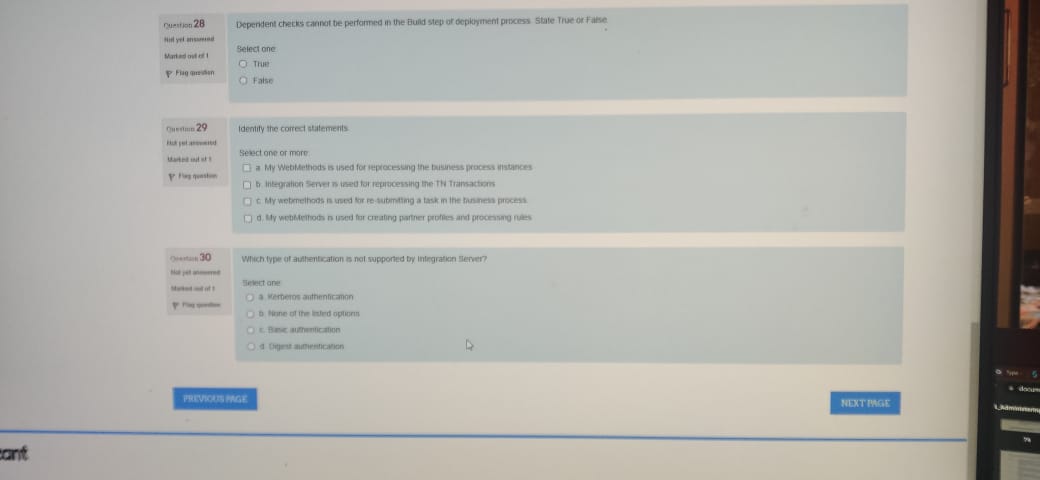 Question 28
Not yet answered
Marked out of 1
Flag question
Dependent checks cannot be performed in the Build step of deployment process. State True or False.
Select one:
True
False
Question 29
Not yet answered
Marked out of 1
Flag question
Identify the correct statements.
Select one or more:
a. My WebMethods is used for reprocessing the business process instances
b. Integration Server is used for reprocessing the TN Transactions
c. My webmethods is used for re-submitting a task in the business process.
d. My webMethods is used for creating partner profiles and processing rules
Question 30
Not yet answered
Marked out of 1
Flag question
Which type of authentication is not supported by Integration Server?
Select one:
a. Kerberos authentication
b. None of the listed options
c. Basic authentication
d. Digest authentication
PREVIOUS PAGE
NEXT PAGE
Type